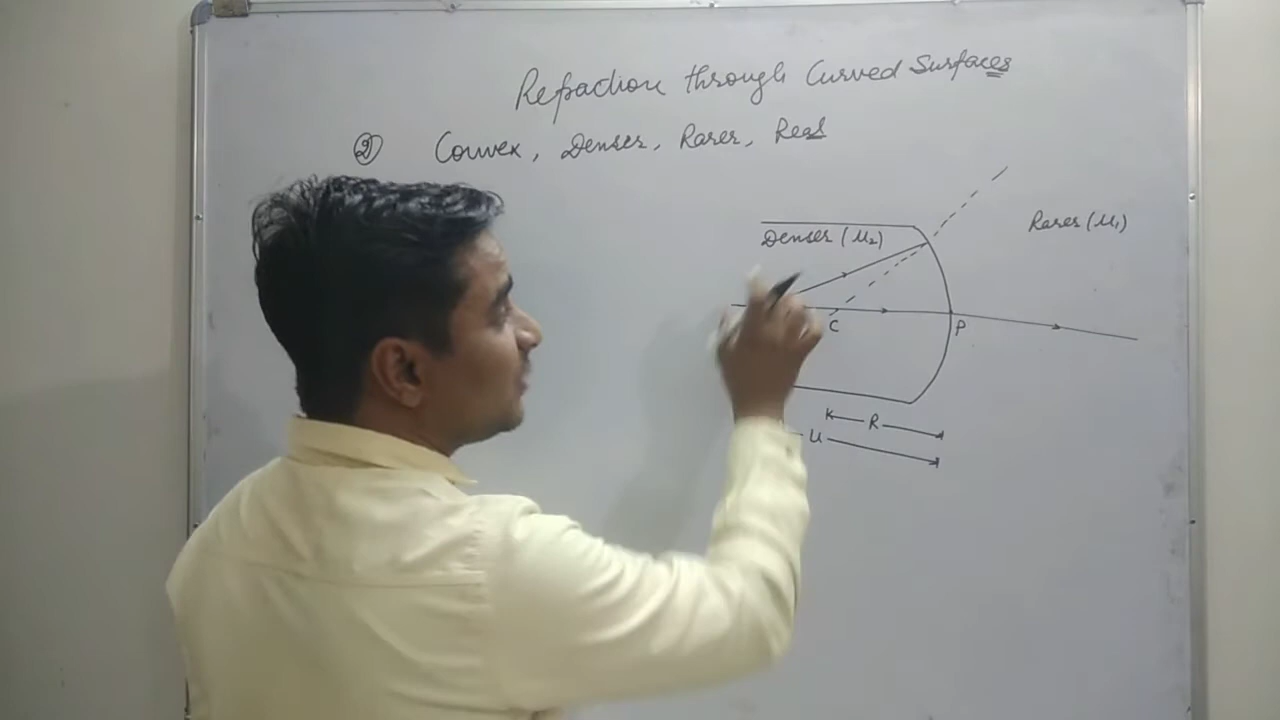 Refraction through Curved Surfaces
② Convex, Denser, Rarer, Real
Rarer (μ₁)
Denser (μ₂)
C
P
R
u